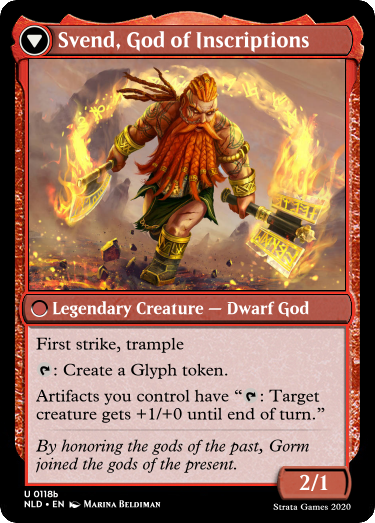 Svend, God of Inscriptions
Legendary Creature — Dwarf God
First strike, trample
: Create a Glyph token.
Artifacts you control have “: Target
creature gets +1/+0 until end of turn.”
By honoring the gods of the past, Gorm
joined the gods of the present.
2/1
U 0118b
NLD • EN Marina Beldiman
Strata Games 2020